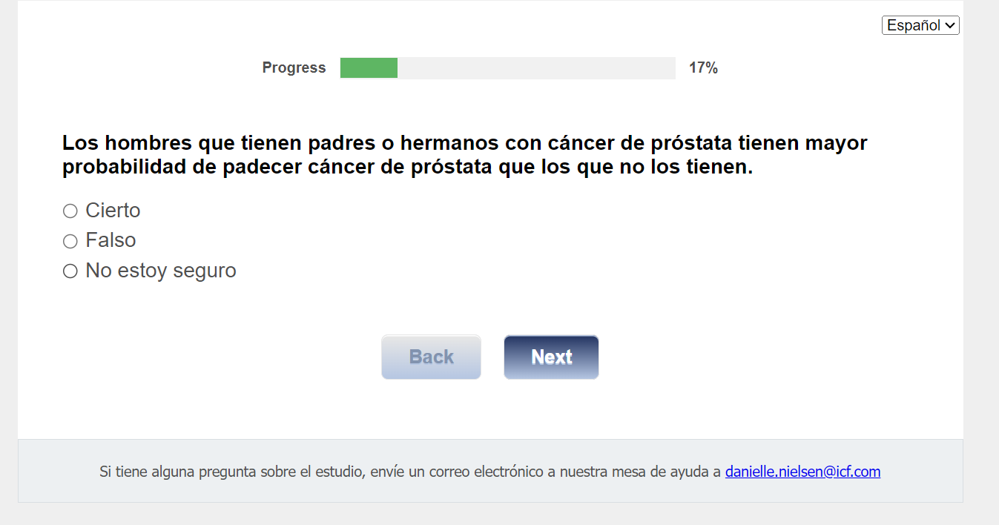 Español
Progress 17%
Los hombres que tienen padres o hermanos con cáncer de próstata tienen mayor
probabilidad de padecer cáncer de próstata que los que no los tienen.
Cierto
Falso
No estoy seguro
Back Next
Si tiene alguna pregunta sobre el estudio, envíe un correo electrónico a nuestra mesa de ayuda a danielle.nielsen@icf.com